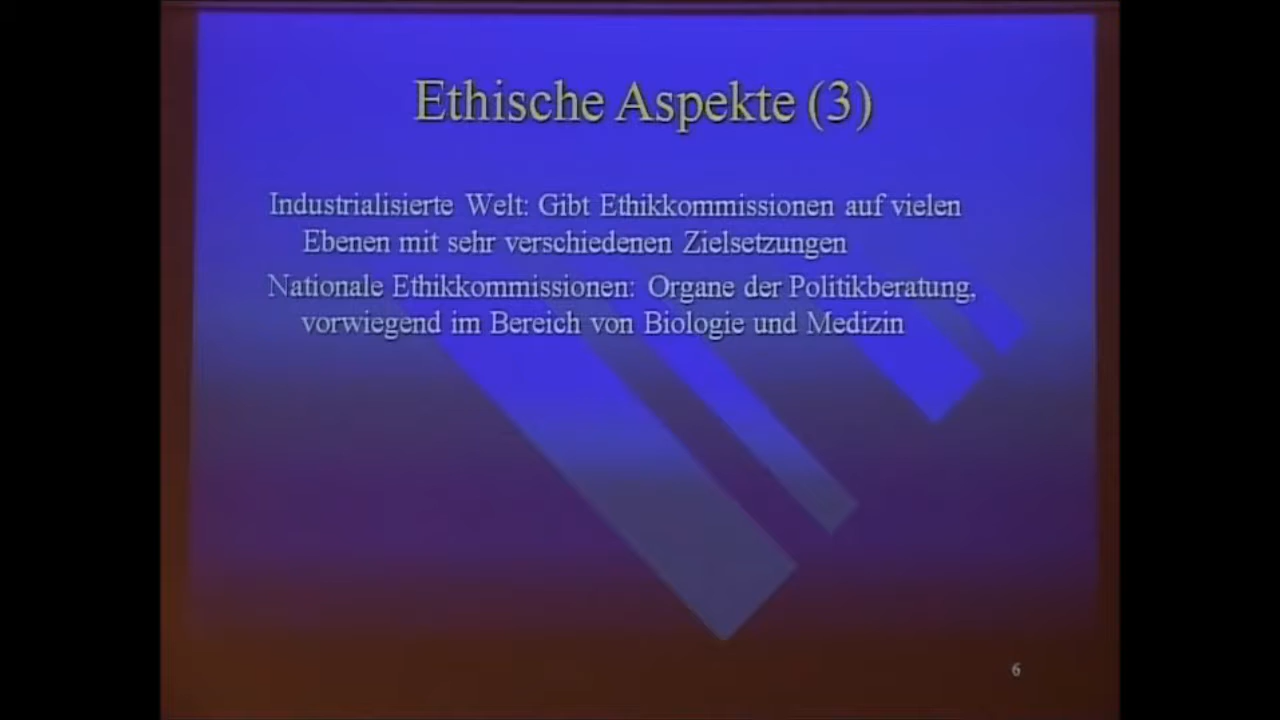 Ethische Aspekte (3)
Industrialisierte Welt: Gibt Ethikkommissionen auf vielen
Ebenen mit sehr verschiedenen Zielsetzungen
Nationale Ethikkommissionen: Organe der Politikberatung,
vorwiegend im Bereich von Biologie und Medizin
6